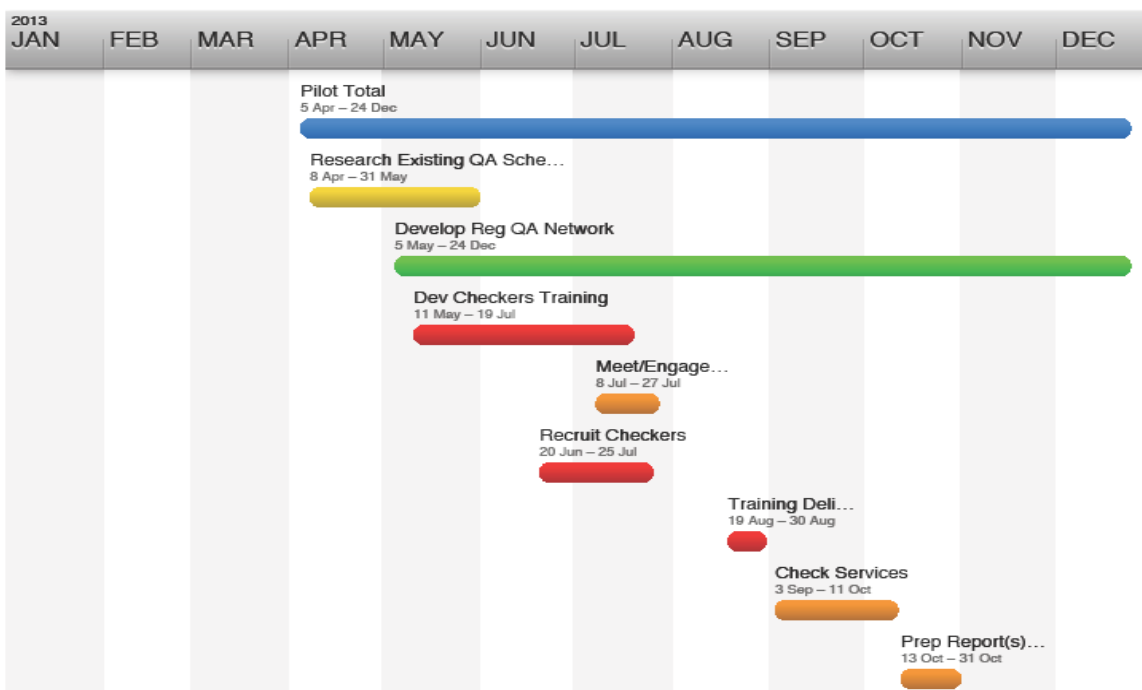 2013
JAN FEB MAR APR MAY JUN JUL AUG SEP OCT NOV DEC
Pilot Total
5 Apr – 24 Dec
Research Existing QA Sche…
8 Apr – 31 May
Develop Reg QA Network
5 May – 24 Dec
Dev Checkers Training
11 May – 19 Jul
Meet/Engage…
8 Jul – 27 Jul
Recruit Checkers
20 Jun – 25 Jul
Training Deli…
19 Aug – 30 Aug
Check Services
3 Sep – 11 Oct
Prep Report(s)…
13 Oct – 31 Oct